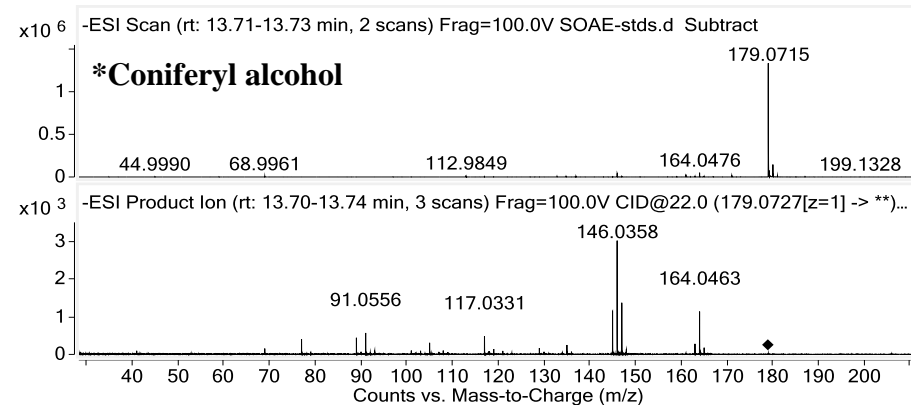 x10 6 -ESI Scan (rt: 13.71-13.73 min, 2 scans) Frag=100.0V SOAE-stds.d Subtract
179.0715
*Coniferyl alcohol
1
0.5
44.9990 68.9961 112.9849 164.0476 199.1328
0
x10 3 -ESI Product Ion (rt: 13.70-13.74 min, 3 scans) Frag=100.0V CID@22.0 (179.0727[z=1] -> **)...
146.0358
3
164.0463
2
91.0556 117.0331
1
0
40 50 60 70 80 90 100 110 120 130 140 150 160 170 180 190 200
Counts vs. Mass-to-Charge (m/z)